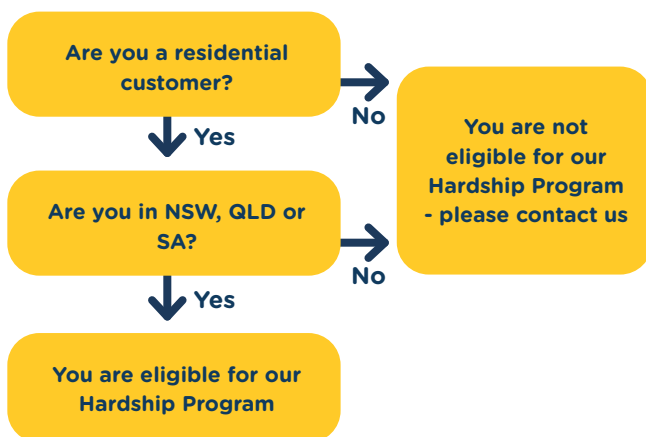 Are you a residential
customer?
No
Yes
You are not
eligible for our
Hardship Program
- please contact us
Are you in NSW, QLD or
SA?
No
Yes
You are eligible for our
Hardship Program